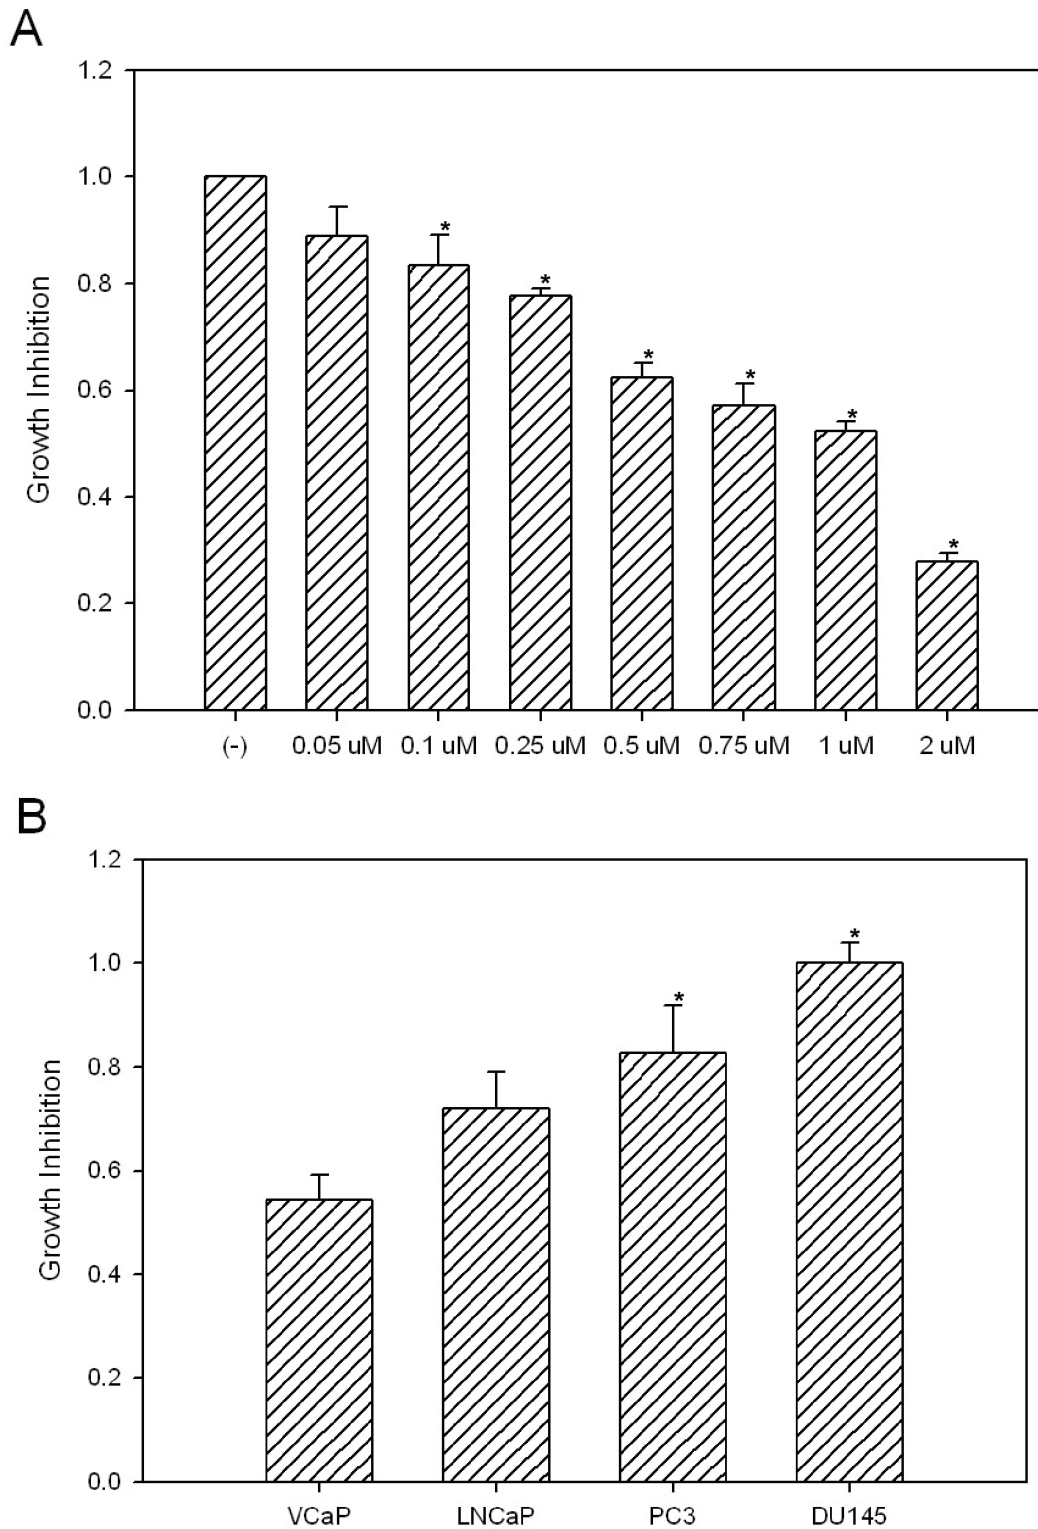 A
1.2
1.0
0.8
0.6
0.4
0.2
0.0
Growth Inhibition
* * * * * *
(-) 0.05 uM 0.1 uM 0.25 uM 0.5 uM 0.75 uM 1 uM 2 uM
B
1.2
1.0
0.8
0.6
0.4
0.2
0.0
Growth Inhibition
* *
VCaP LNCaP PC3 DU145